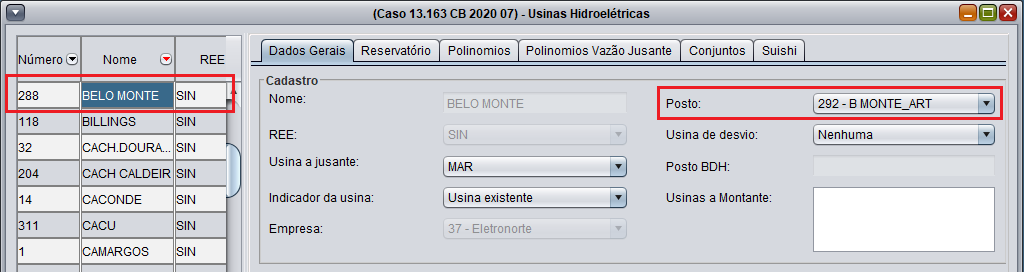 (Caso 13.163 CB 2020 07) - Usinas Hidroelétricas
Número Nome REE
288 BELO MONTE SIN
118 BILLINGS SIN
32 CACH.DOURA... SIN
204 CACH CALDEIR SIN
14 CACONDE SIN
311 CACU SIN
1 CAMARGOS SIN
Dados Gerais Reservatório Polinomios Polinomios Vazão Jusante Conjuntos Suishi
Cadastro
Nome: BELO MONTE Posto: 292 - B MONTE_ART
REE: SIN Usina de desvio: Nenhuma
Usina a jusante: MAR Posto BDH:
Indicador da usina: Usina existente Usinas a Montante:
Empresa: 37 - Eletronorte